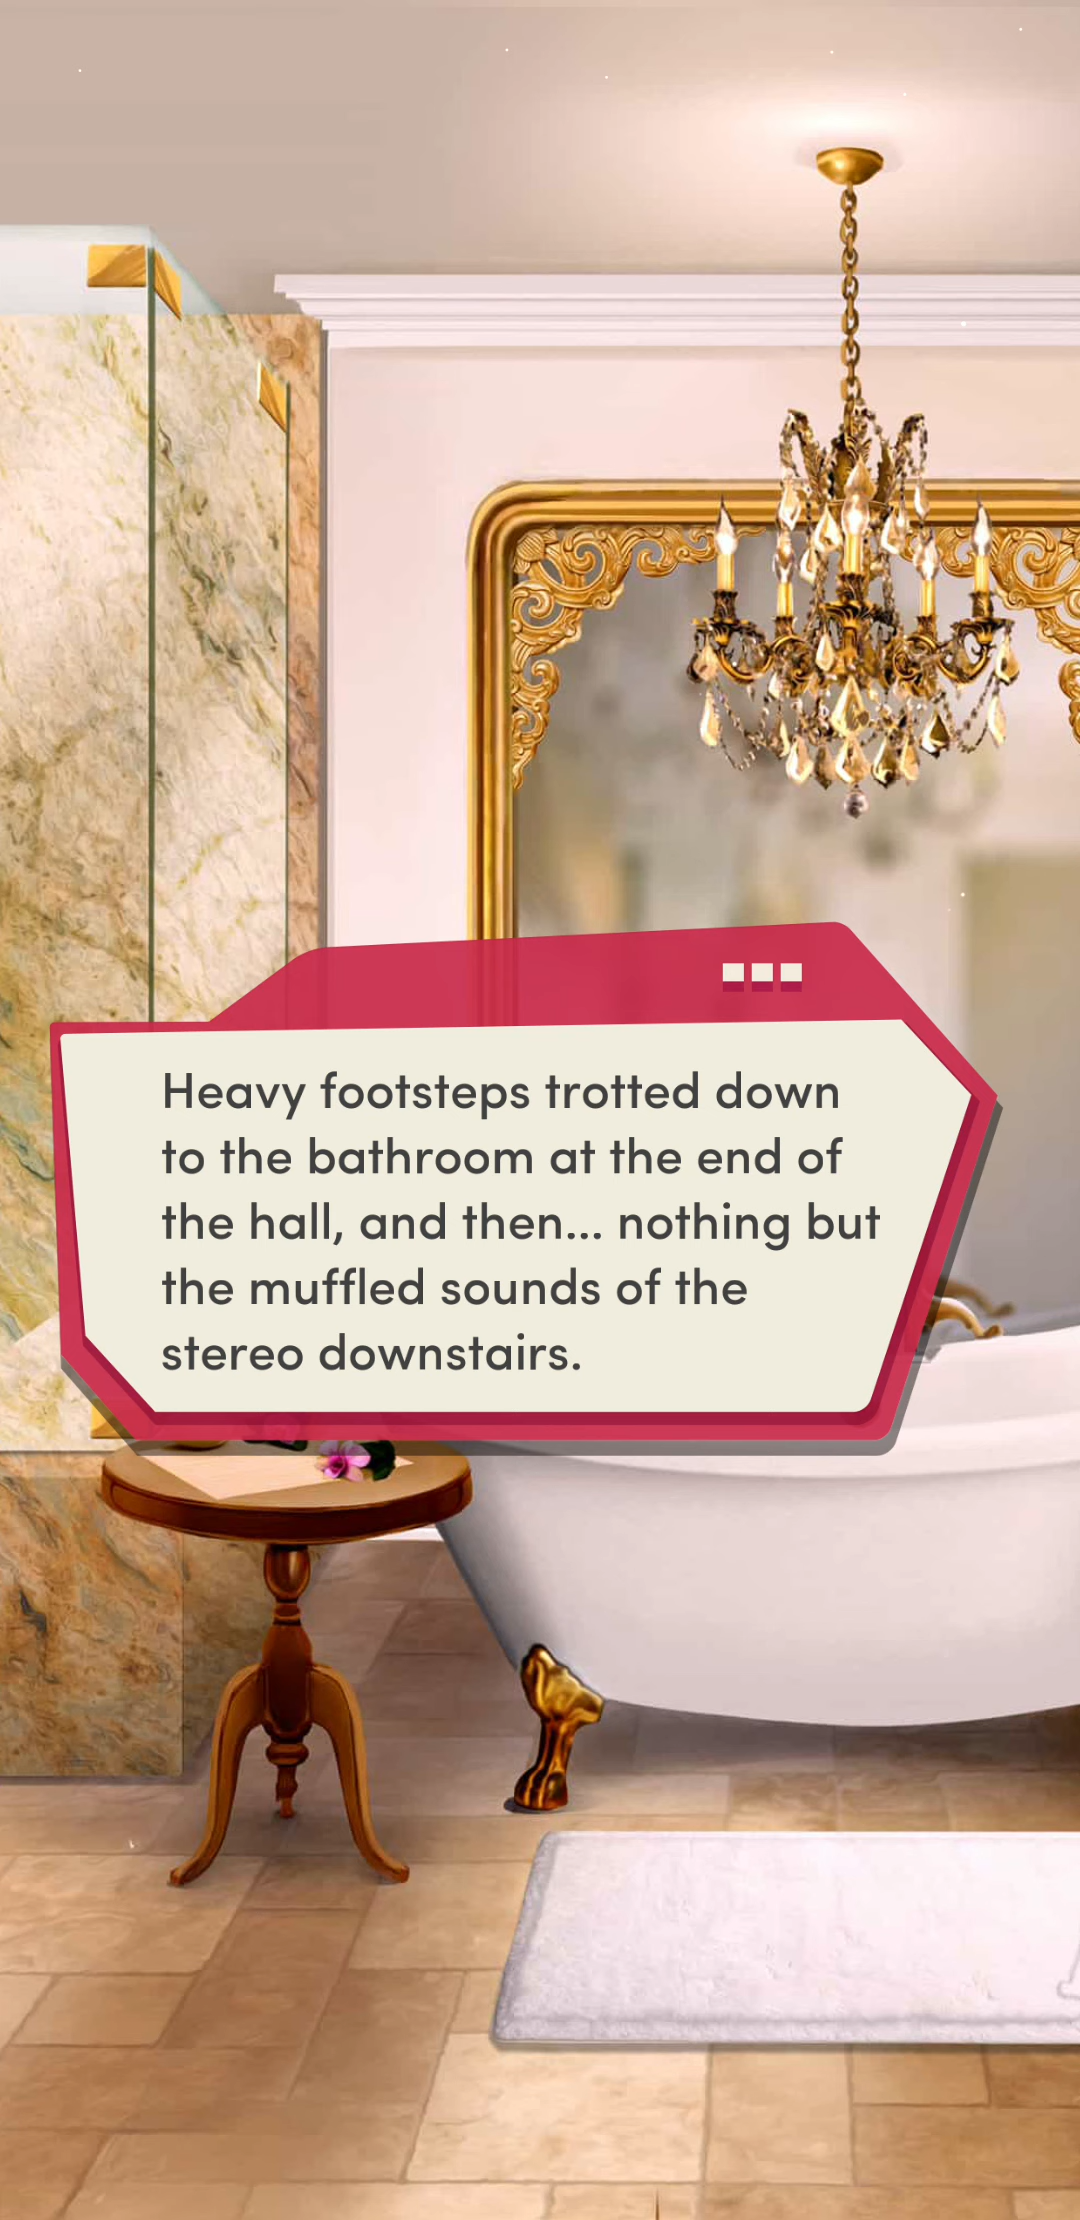 Heavy footsteps trotted down
to the bathroom at the end of
the hall, and then... nothing but
the muffled sounds of the
stereo downstairs.